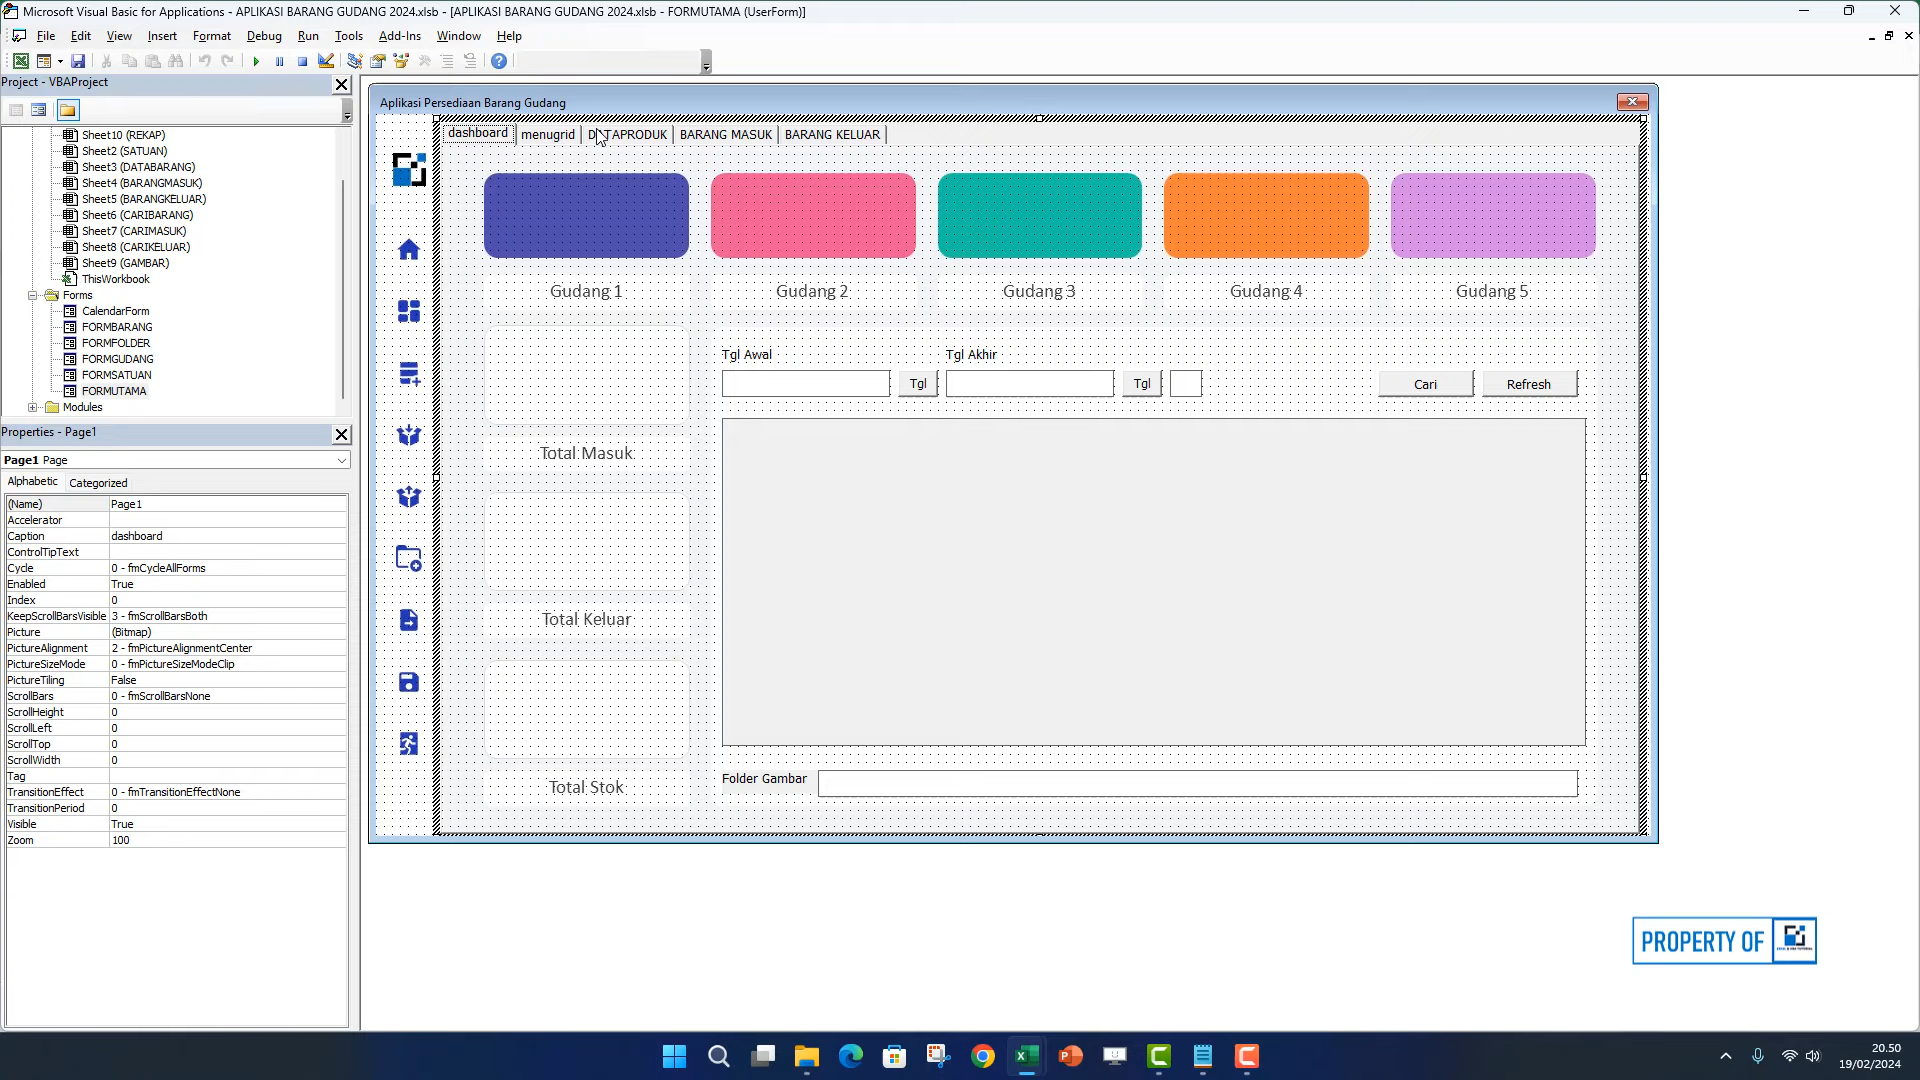 Microsoft Visual Basic for Applications - APLIKASI BARANG GUDANG 2024.xlsb - [APLIKASI BARANG GUDANG 2024.xlsb - FORMUTAMA (UserForm)]
File Edit View Insert Format Debug Run Tools Add-Ins Window Help
Project - VBAProject
Sheet10 (REKAP)
Sheet2 (SATUAN)
Sheet3 (DATABARANG)
Sheet4 (BARANGMASUK)
Sheet5 (BARANGKELUAR)
Sheet6 (CARIBARANG)
Sheet7 (CARIMASUK)
Sheet8 (CARIKELUAR)
Sheet9 (GAMBAR)
ThisWorkbook
Forms
CalendarForm
FORMBARANG
FORMFOLDER
FORMGUDANG
FORMSATUAN
FORMUTAMA
Modules
Properties - Page1
Page1 Page
Alphabetic Categorized
(Name) Page1
Accelerator
Caption dashboard
ControlTipText
Cycle 0 - fmCycleAllForms
Enabled True
Index 0
KeepScrollBarsVisible 3 - fmScrollBarsBoth
Picture (Bitmap)
PictureAlignment 2 - fmPictureAlignmentCenter
PictureSizeMode 0 - fmPictureSizeModeClip
PictureTiling False
ScrollBars 0 - fmScrollBarsNone
ScrollHeight 0
ScrollLeft 0
ScrollTop 0
ScrollWidth 0
Tag
TransitionEffect 0 - fmTransitionEffectNone
TransitionPeriod 0
Visible True
Zoom 100
Aplikasi Persediaan Barang Gudang
dashboard menugrid DATAPRODUK BARANG MASUK BARANG KELUAR
Gudang 1 Gudang 2 Gudang 3 Gudang 4 Gudang 5
Tgl Awal Tgl Akhir
Tgl Tgl Cari Refresh
Total Masuk
Total Keluar
Total Stok
Folder Gambar
PROPERTY OF
20.50
19/02/2024